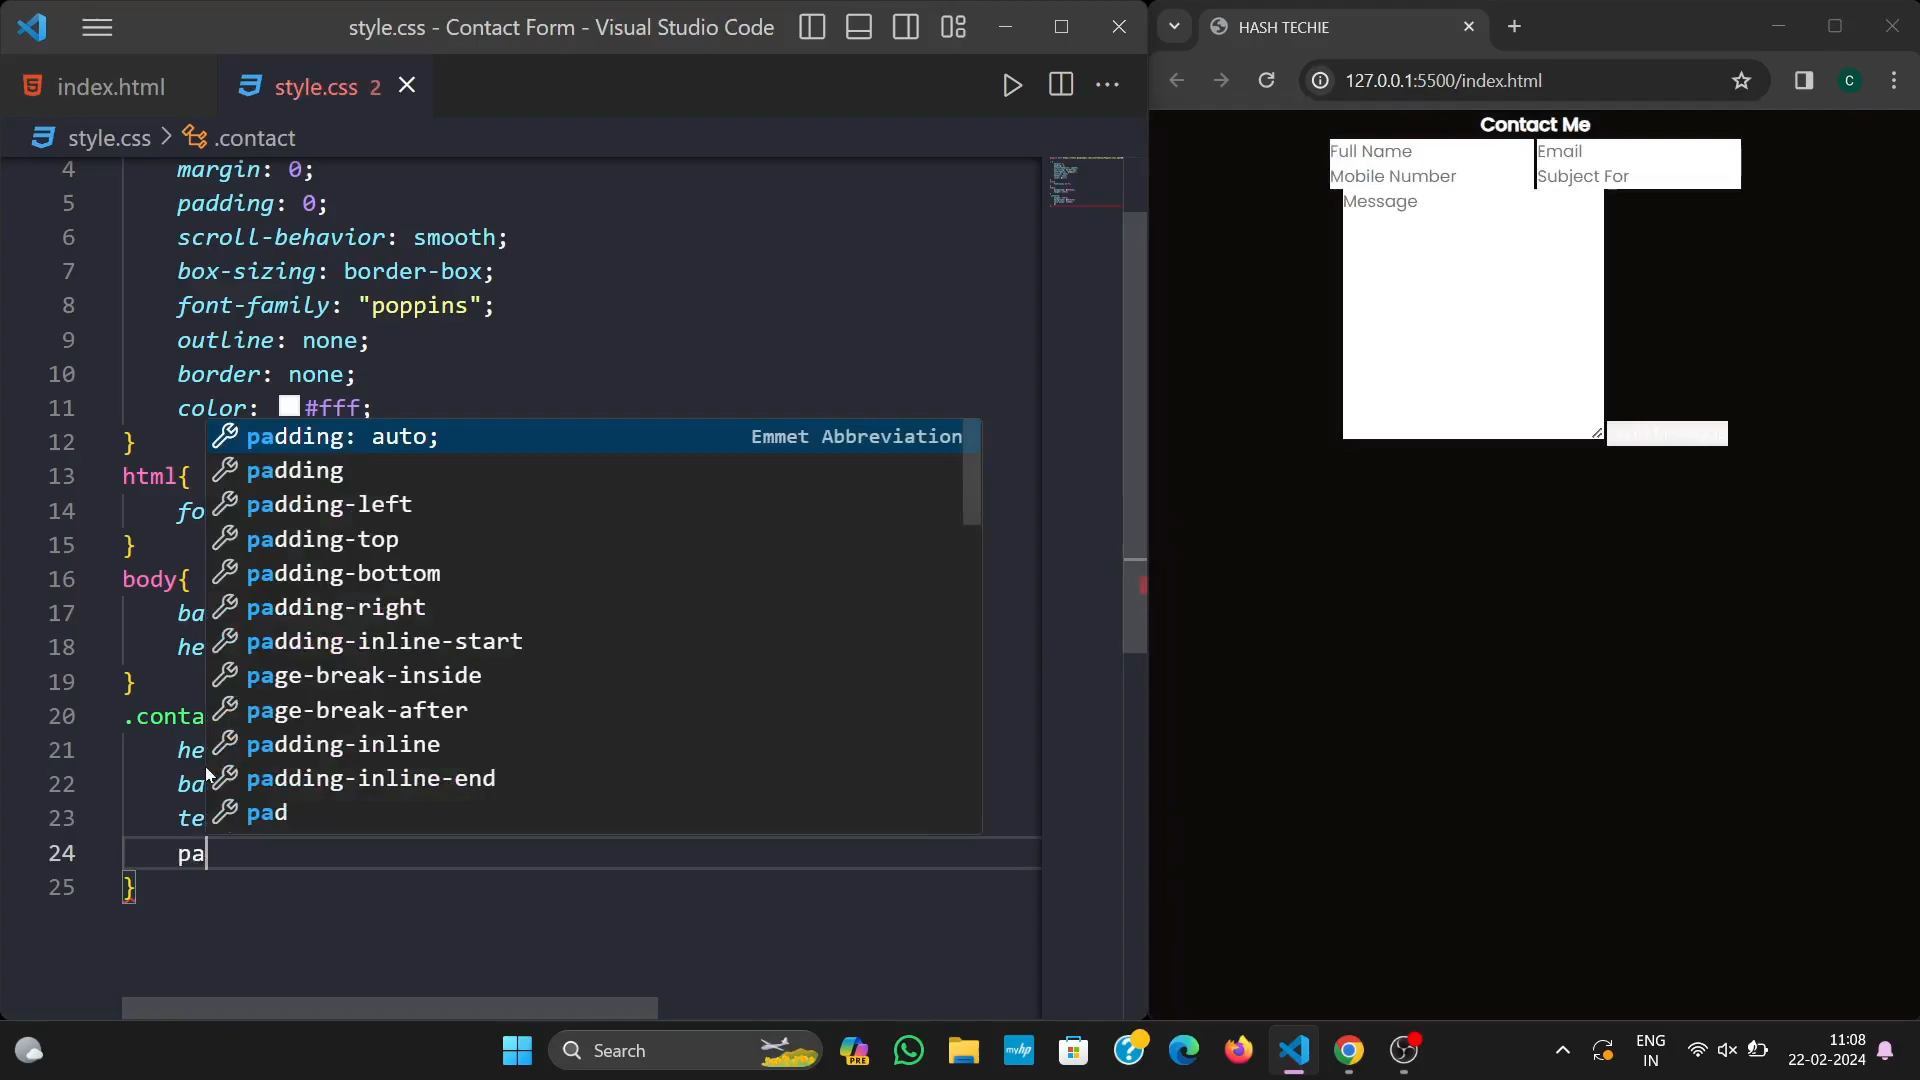 style.css - Contact Form - Visual Studio Code
index.html
style.css 2
style.css > .contact
4 margin: 0;
5 padding: 0;
6 scroll-behavior: smooth;
7 box-sizing: border-box;
8 font-family: "poppins";
9 outline: none;
10 border: none;
11 color: #fff;
12 }
13 html{
14 fo
15 }
16 body{
17 ba
18 he
19 }
20 .conta
21 he
22 ba
23 te
24 pa
25 }
padding: auto; Emmet Abbreviation
padding
padding-left
padding-top
padding-bottom
padding-right
padding-inline-start
page-break-inside
page-break-after
padding-inline
padding-inline-end
pad
HASH TECHIE
127.0.0.1:5500/index.html
C
Contact Me
Full Name Email
Mobile Number Subject For
Message
Search
PRE
myhp
ENG
IN
11:08
22-02-2024